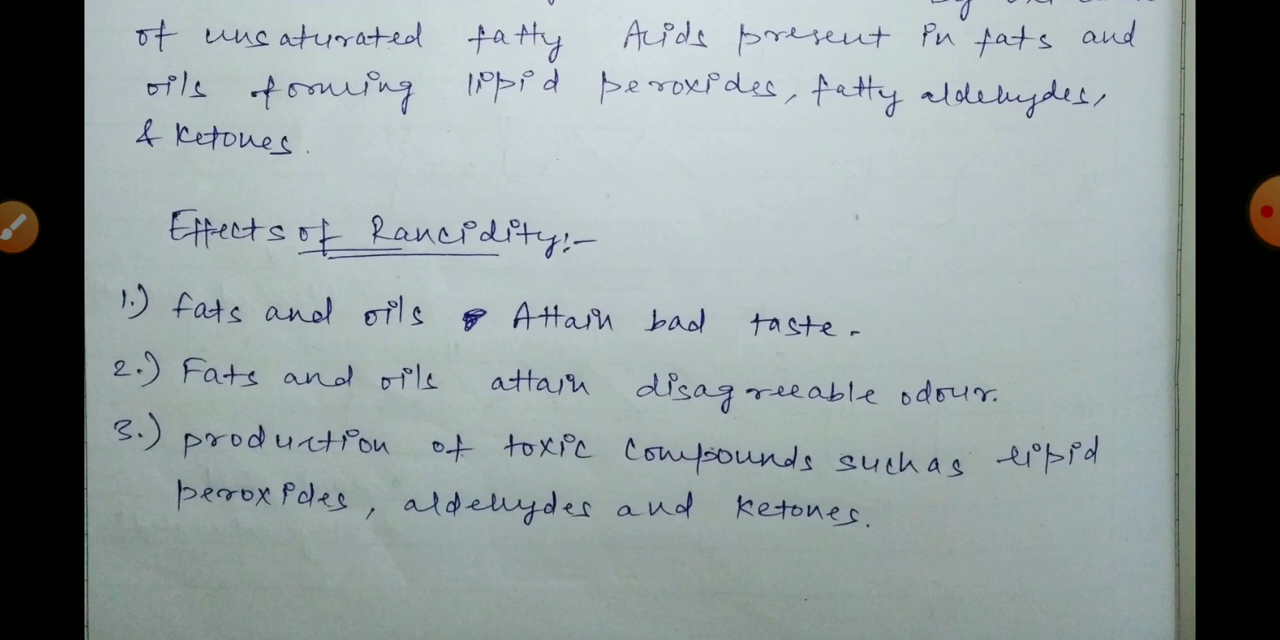 of unsaturated fatty Acids present in fats and
oils forming lipid peroxides, fatty aldehydes,
& Ketones.
Effects of Rancidity:-
1.) fats and oils Attain bad taste.
2.) Fats and oils attain disagreeable odour.
3.) production of toxic Compounds such as lipid
peroxides, aldehydes and Ketones.